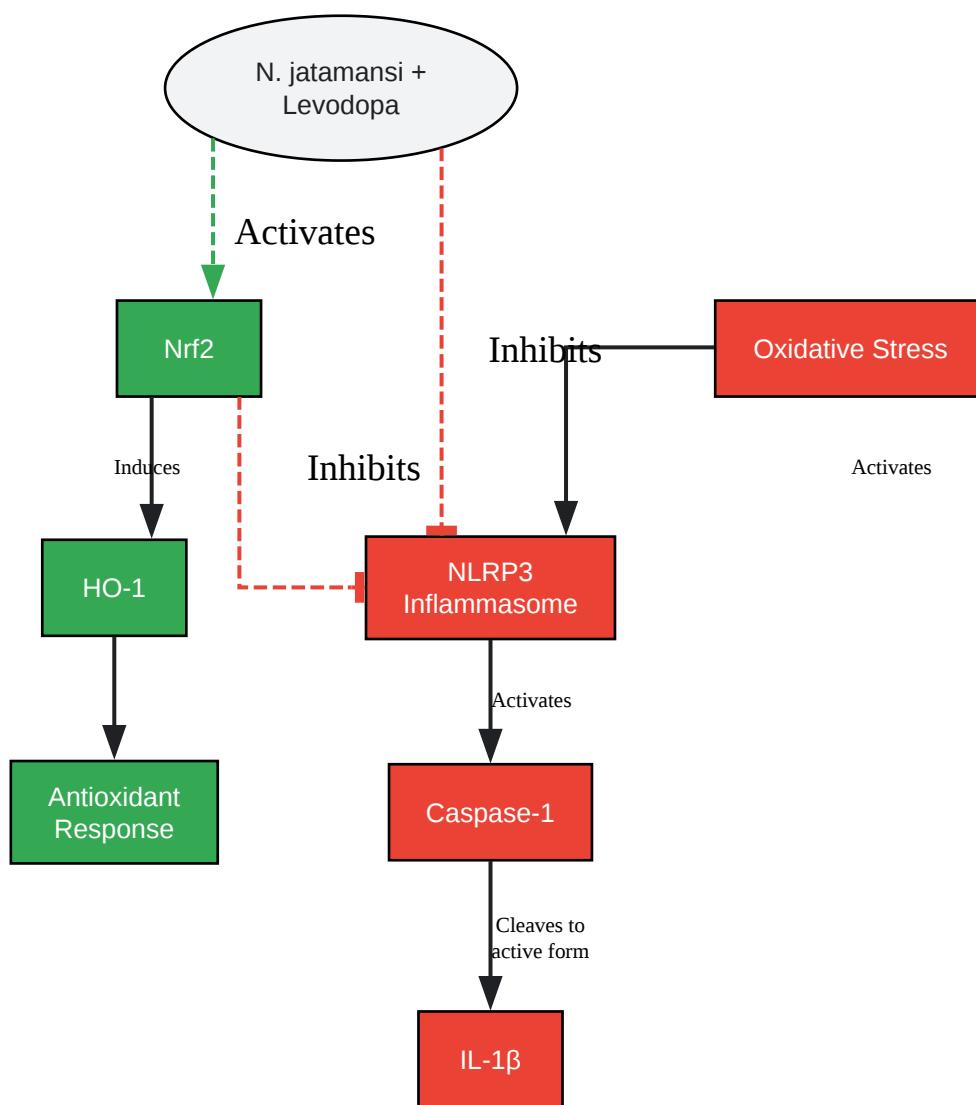 N. jatamansi +
Levodopa
Activates
Nrf2
Inhibits
Oxidative Stress
Induces
Inhibits
Activates
HO-1
NLRP3
Inflammasome
Activates
Antioxidant
Response
Caspase-1
Cleaves to
active form
IL-1β